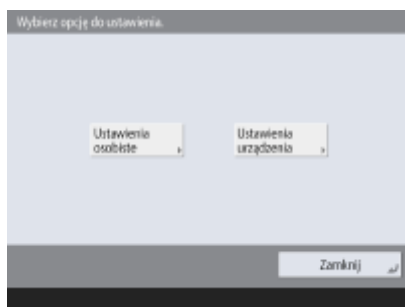 Wybierz opcję do ustawienia.
Ustawienia
osobiste
Ustawienia
urządzenia
Zamknij